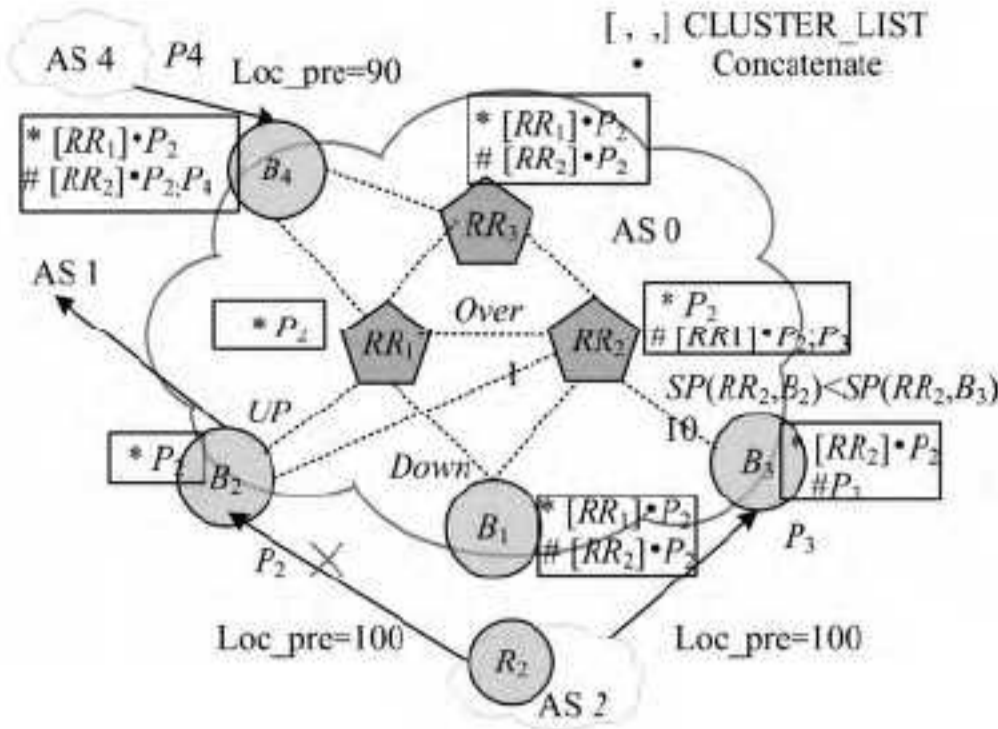 [ , ,] CLUSTER_LIST
• Concatenate
AS 4
P4
Loc_pre=90
* [RR₁]•P₂
# [RR₂]•P₂;P₄
B₄
* [RR₁]•P₂
# [RR₂]•P₂
RR₃
AS 0
AS 1
* P₂
RR₁
Over
RR₂
* P₂
# [RR1]•P₂;P₃
1
SP(RR₂,B₂)<SP(RR₂,B₃)
10
UP
* P₂
B₂
Down
B₃
* [RR₂]•P₂
#P₃
B₁
* [RR₁]•P₂
# [RR₂]•P₂
P₂
P₃
Loc_pre=100
Loc_pre=100
R₂
AS 2